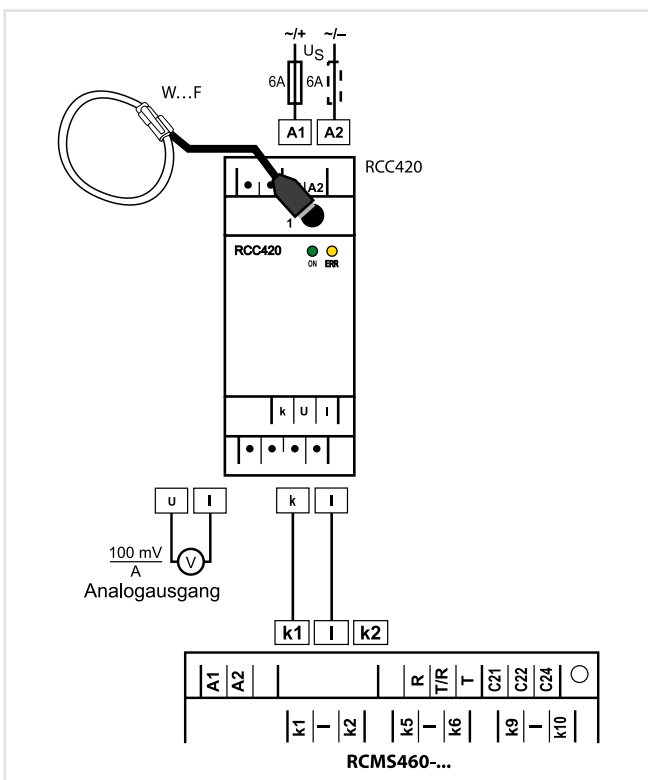 ~/+ ~/–
US
6A 6A
W...F
A1 A2
RCC420
A2
1
RCC420
ON ERR
k U l
U l k l
100 mV
A
V
Analogausgang
k1 l k2
A1 A2 R T/R T C21 C22 C24
k1 l k2 k5 l k6 k9 l k10
RCMS460-...